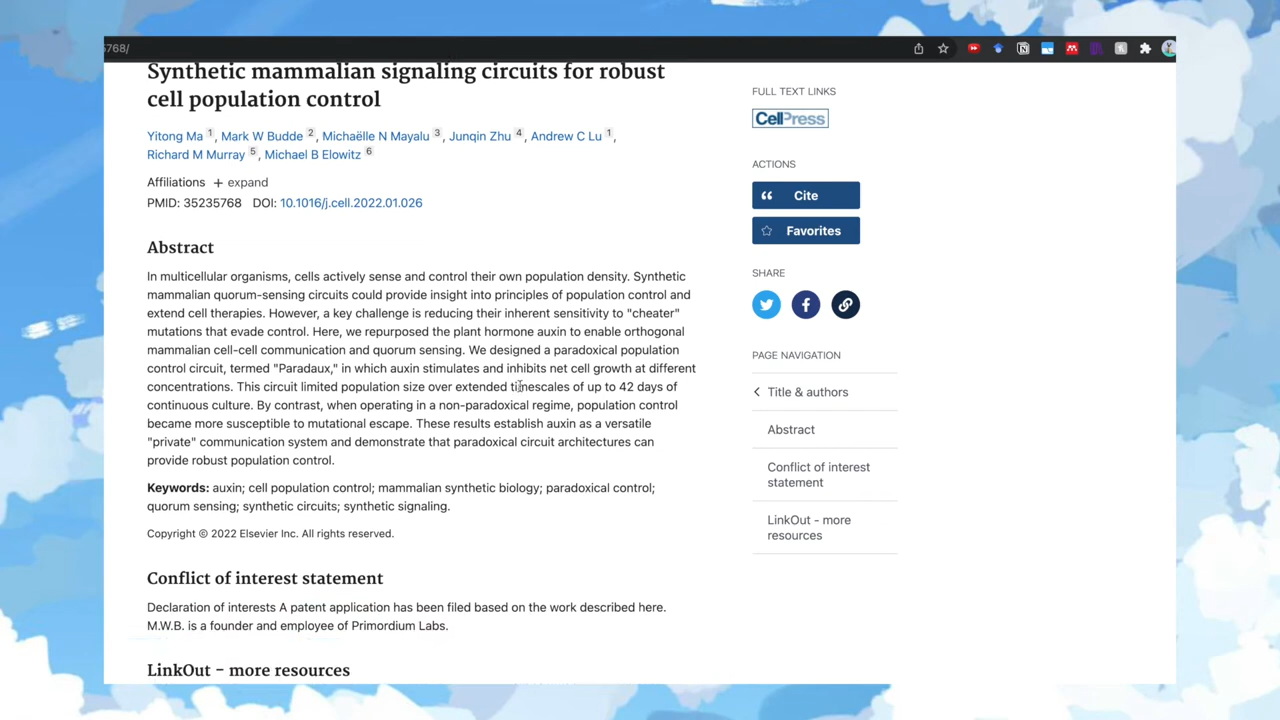 5768/
Synthetic mammalian signaling circuits for robust
cell population control
Yitong Ma 1, Mark W Budde 2, Michaëlle N Mayalu 3, Junqin Zhu 4, Andrew C Lu 1,
Richard M Murray 5, Michael B Elowitz 6
Affiliations + expand
PMID: 35235768 DOI: 10.1016/j.cell.2022.01.026
Abstract
In multicellular organisms, cells actively sense and control their own population density. Synthetic
mammalian quorum-sensing circuits could provide insight into principles of population control and
extend cell therapies. However, a key challenge is reducing their inherent sensitivity to "cheater"
mutations that evade control. Here, we repurposed the plant hormone auxin to enable orthogonal
mammalian cell-cell communication and quorum sensing. We designed a paradoxical population
control circuit, termed "Paradaux," in which auxin stimulates and inhibits net cell growth at different
concentrations. This circuit limited population size over extended timescales of up to 42 days of
continuous culture. By contrast, when operating in a non-paradoxical regime, population control
became more susceptible to mutational escape. These results establish auxin as a versatile
"private" communication system and demonstrate that paradoxical circuit architectures can
provide robust population control.
Keywords: auxin; cell population control; mammalian synthetic biology; paradoxical control;
quorum sensing; synthetic circuits; synthetic signaling.
Copyright © 2022 Elsevier Inc. All rights reserved.
Conflict of interest statement
Declaration of interests A patent application has been filed based on the work described here.
M.W.B. is a founder and employee of Primordium Labs.
LinkOut – more resources
FULL TEXT LINKS
CellPress
ACTIONS
Cite
Favorites
SHARE
PAGE NAVIGATION
Title & authors
Abstract
Conflict of interest
statement
LinkOut - more
resources